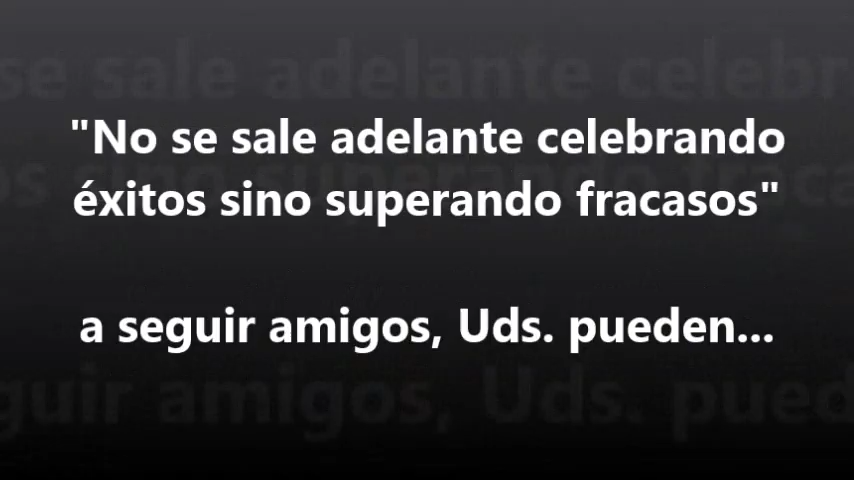 "No se sale adelante celebrando
éxitos sino superando fracasos"
a seguir amigos, Uds. pueden...